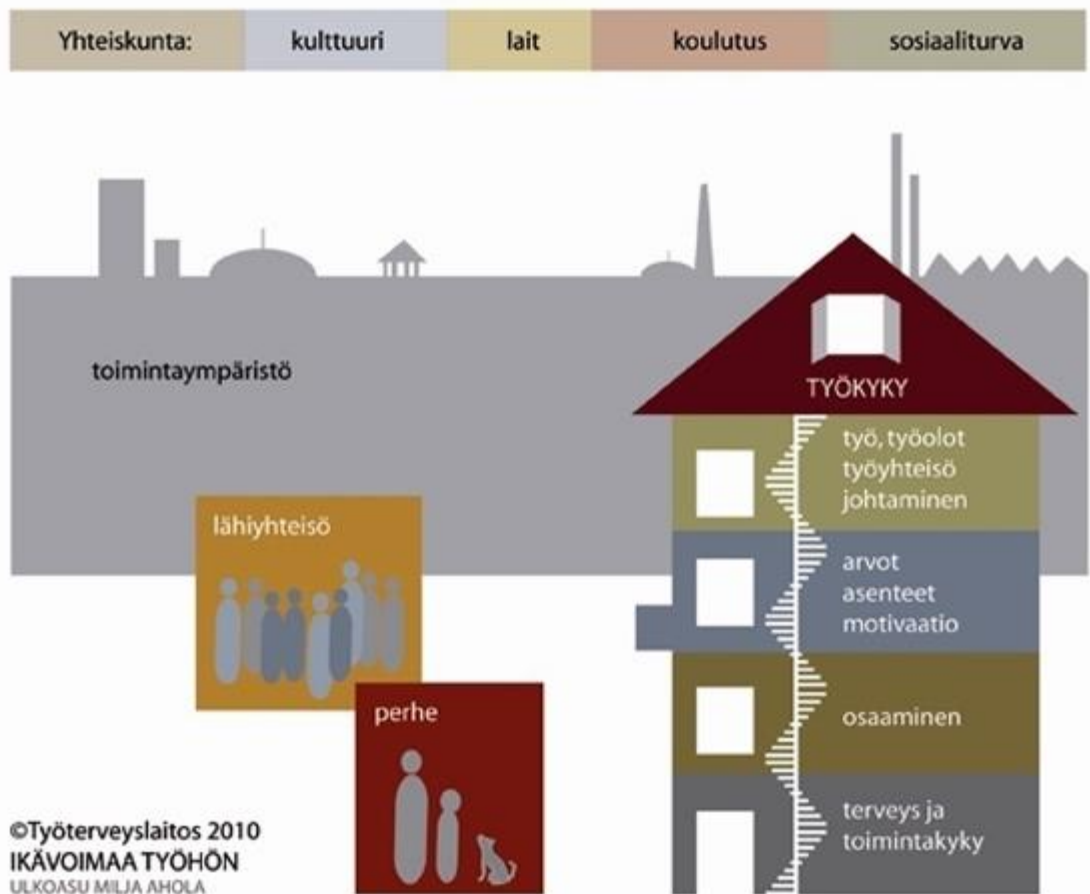 Yhteiskunta: kulttuuri lait koulutus sosiaaliturva
toimintaympäristö
TYÖKYKY
työ, työolot
työyhteisö
johtaminen
lähiyhteisö
arvot
asenteet
motivaatio
perhe
osaaminen
terveys ja
toimintakyky
©Työterveyslaitos 2010
IKÄVOIMAA TYÖHÖN
ULKOASU MILJA AHOLA